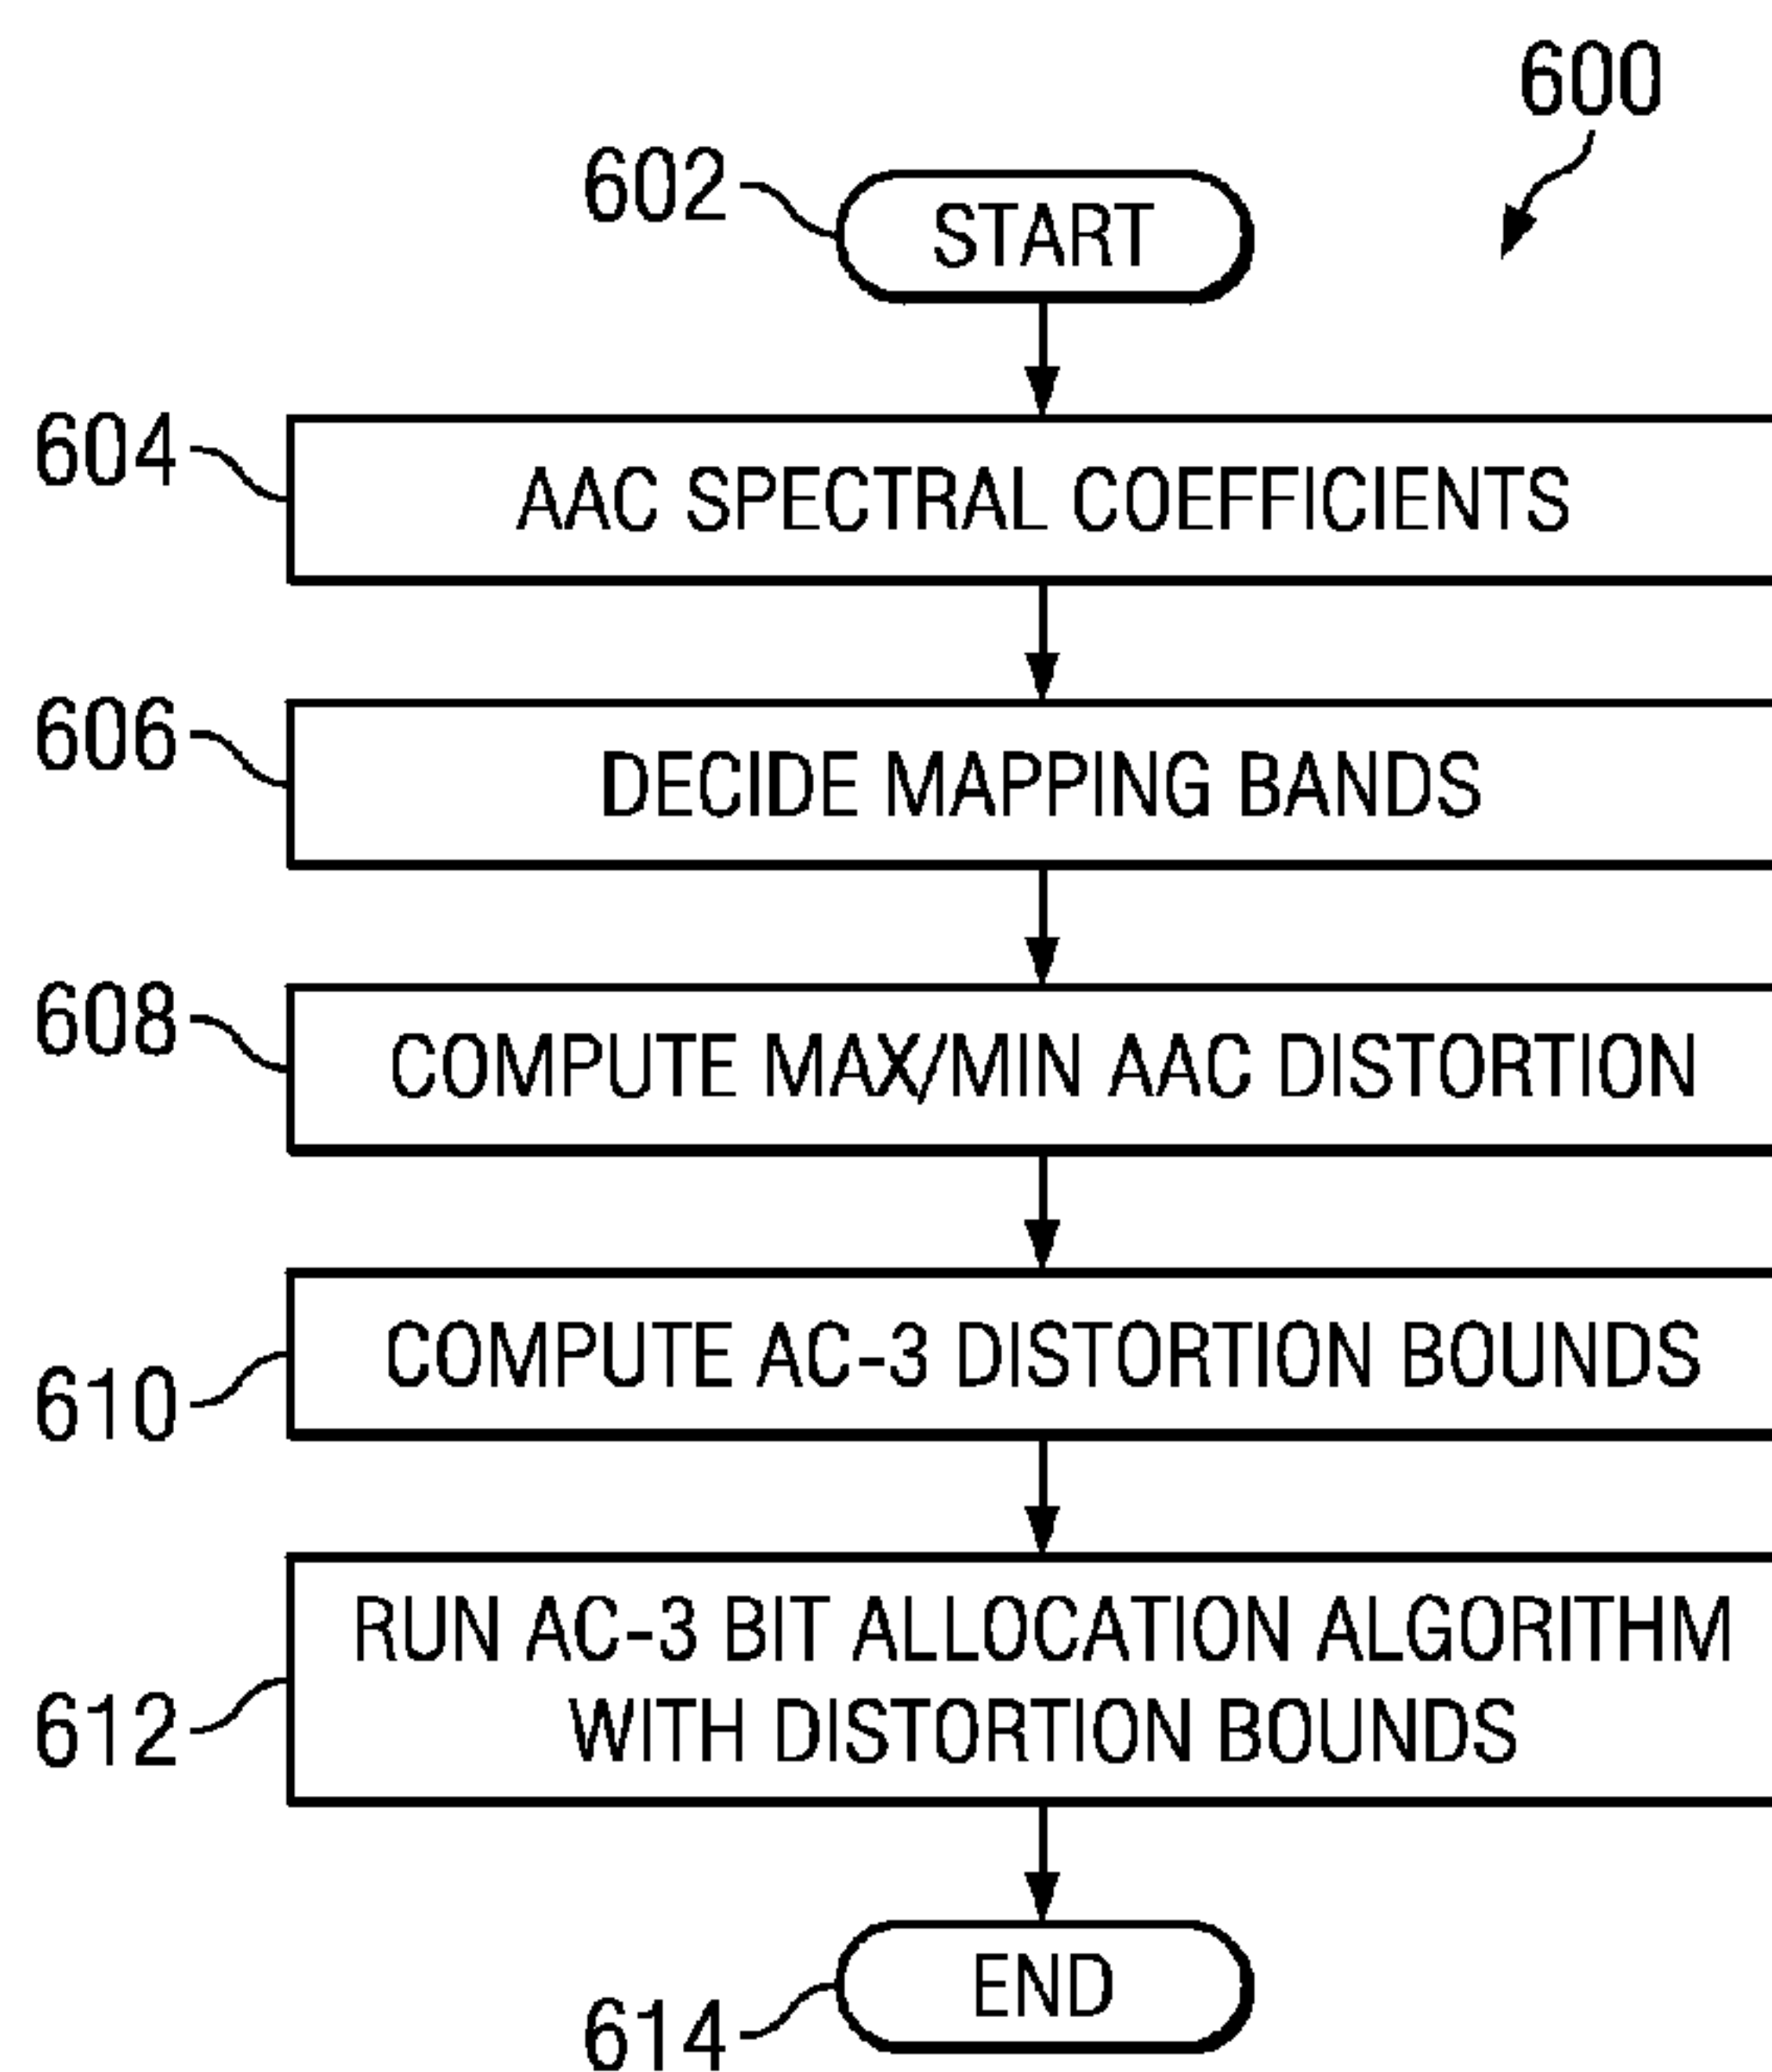 600
602
START
604
AAC SPECTRAL COEFFICIENTS
606
DECIDE MAPPING BANDS
608
COMPUTE MAX/MIN AAC DISTORTION
610
COMPUTE AC-3 DISTORTION BOUNDS
612
RUN AC-3 BIT ALLOCATION ALGORITHM
WITH DISTORTION BOUNDS
614
END